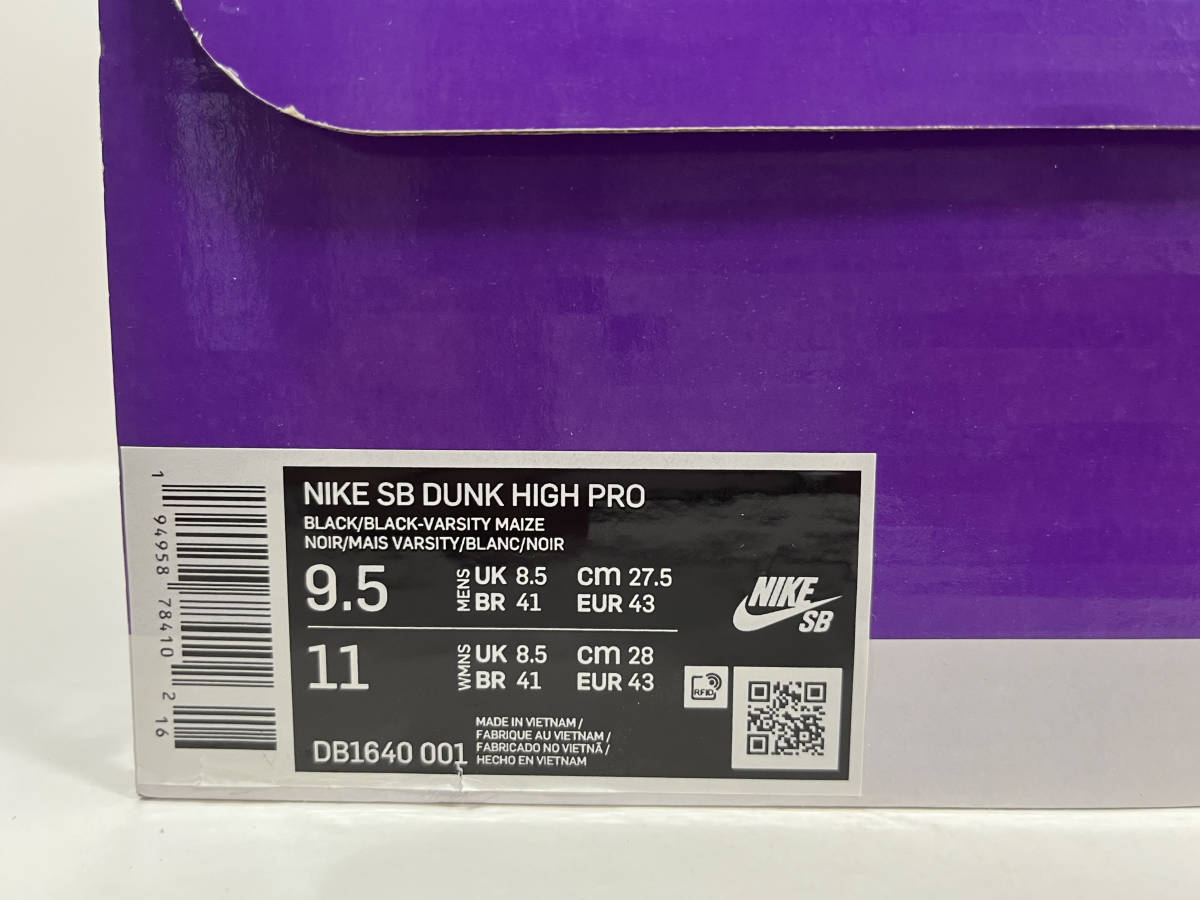 NIKE SB DUNK HIGH PRO
BLACK/BLACK-VARSITY MAIZE
NOIR/MAIS VARSITY/BLANC/NOIR
9.5 MENS UK 8.5 cm 27.5
BR 41 EUR 43
11 WMNS UK 8.5 cm 28
BR 41 EUR 43
DB1640 001
MADE IN VIETNAM /
FABRIQUE AU VIETNAM /
FABRICADO NO VIETNÃ /
HECHO EN VIETNAM
RFID
NIKE
SB
1 94958 78410 2 16